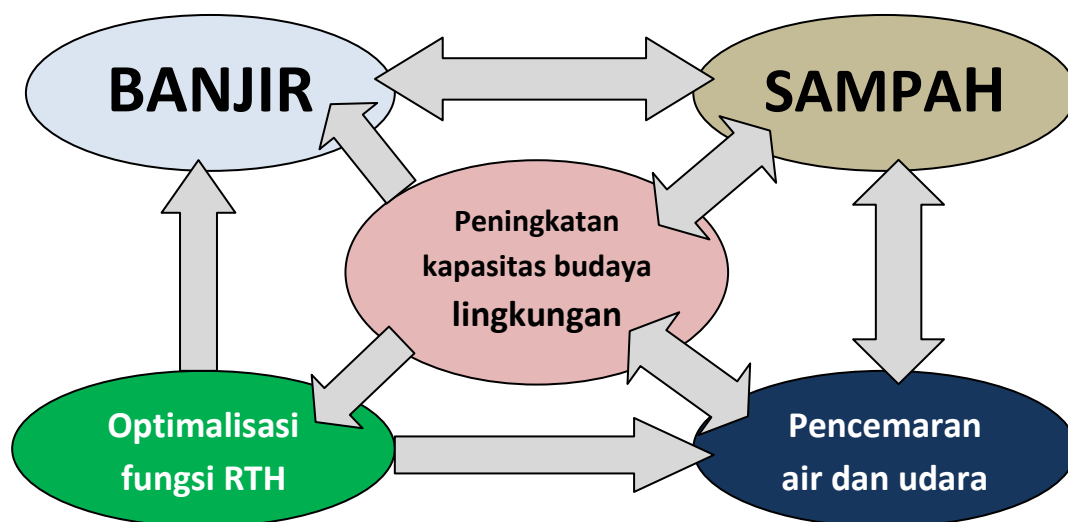 BANJIR
SAMPAH
Peningkatan
kapasitas budaya
lingkungan
Optimalisasi
fungsi RTH
Pencemaran
air dan udara